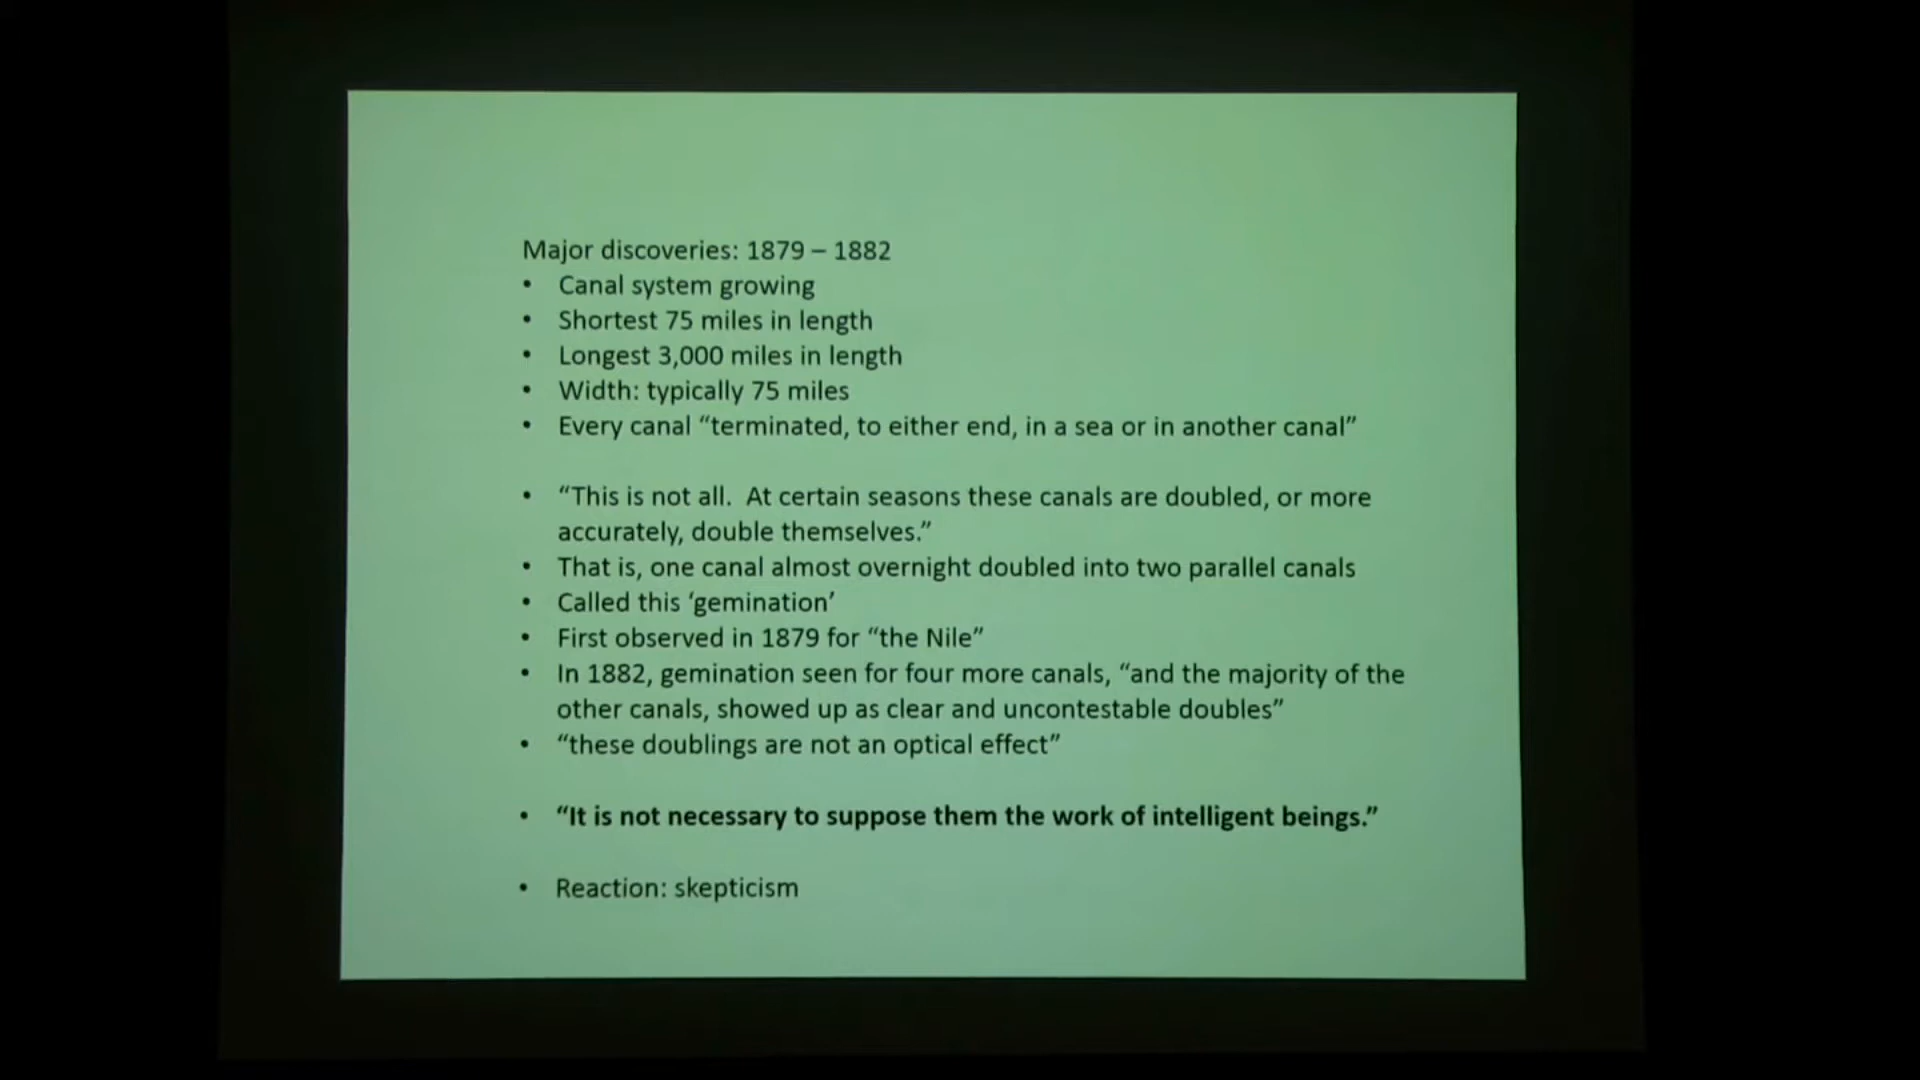 Major discoveries: 1879 – 1882
• Canal system growing
• Shortest 75 miles in length
• Longest 3,000 miles in length
• Width: typically 75 miles
• Every canal “terminated, to either end, in a sea or in another canal”
• “This is not all.  At certain seasons these canals are doubled, or more
accurately, double themselves.”
• That is, one canal almost overnight doubled into two parallel canals
• Called this ‘gemination’
• First observed in 1879 for “the Nile”
• In 1882, gemination seen for four more canals, “and the majority of the
other canals, showed up as clear and uncontestable doubles”
• “these doublings are not an optical effect”
• “It is not necessary to suppose them the work of intelligent beings.”
• Reaction: skepticism